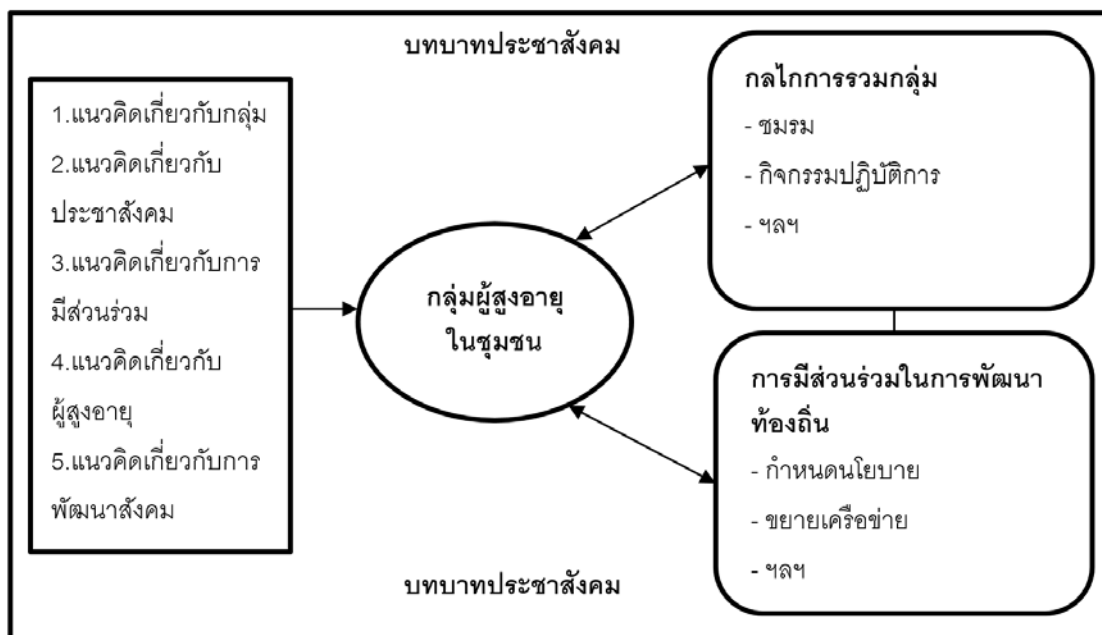 บทบาทประชาสังคม
1.แนวคิดเกี่ยวกับกลุ่ม
2.แนวคิดเกี่ยวกับ
ประชาสังคม
3.แนวคิดเกี่ยวกับการ
มีส่วนร่วม
4.แนวคิดเกี่ยวกับ
ผู้สูงอายุ
5.แนวคิดเกี่ยวกับการ
พัฒนาสังคม
กลุ่มผู้สูงอายุ
ในชุมชน
กลไกการรวมกลุ่ม
- ชมรม
- กิจกรรมปฏิบัติการ
- ฯลฯ
การมีส่วนร่วมในการพัฒนา
ท้องถิ่น
- กำหนดนโยบาย
- ขยายเครือข่าย
- ฯลฯ
บทบาทประชาสังคม